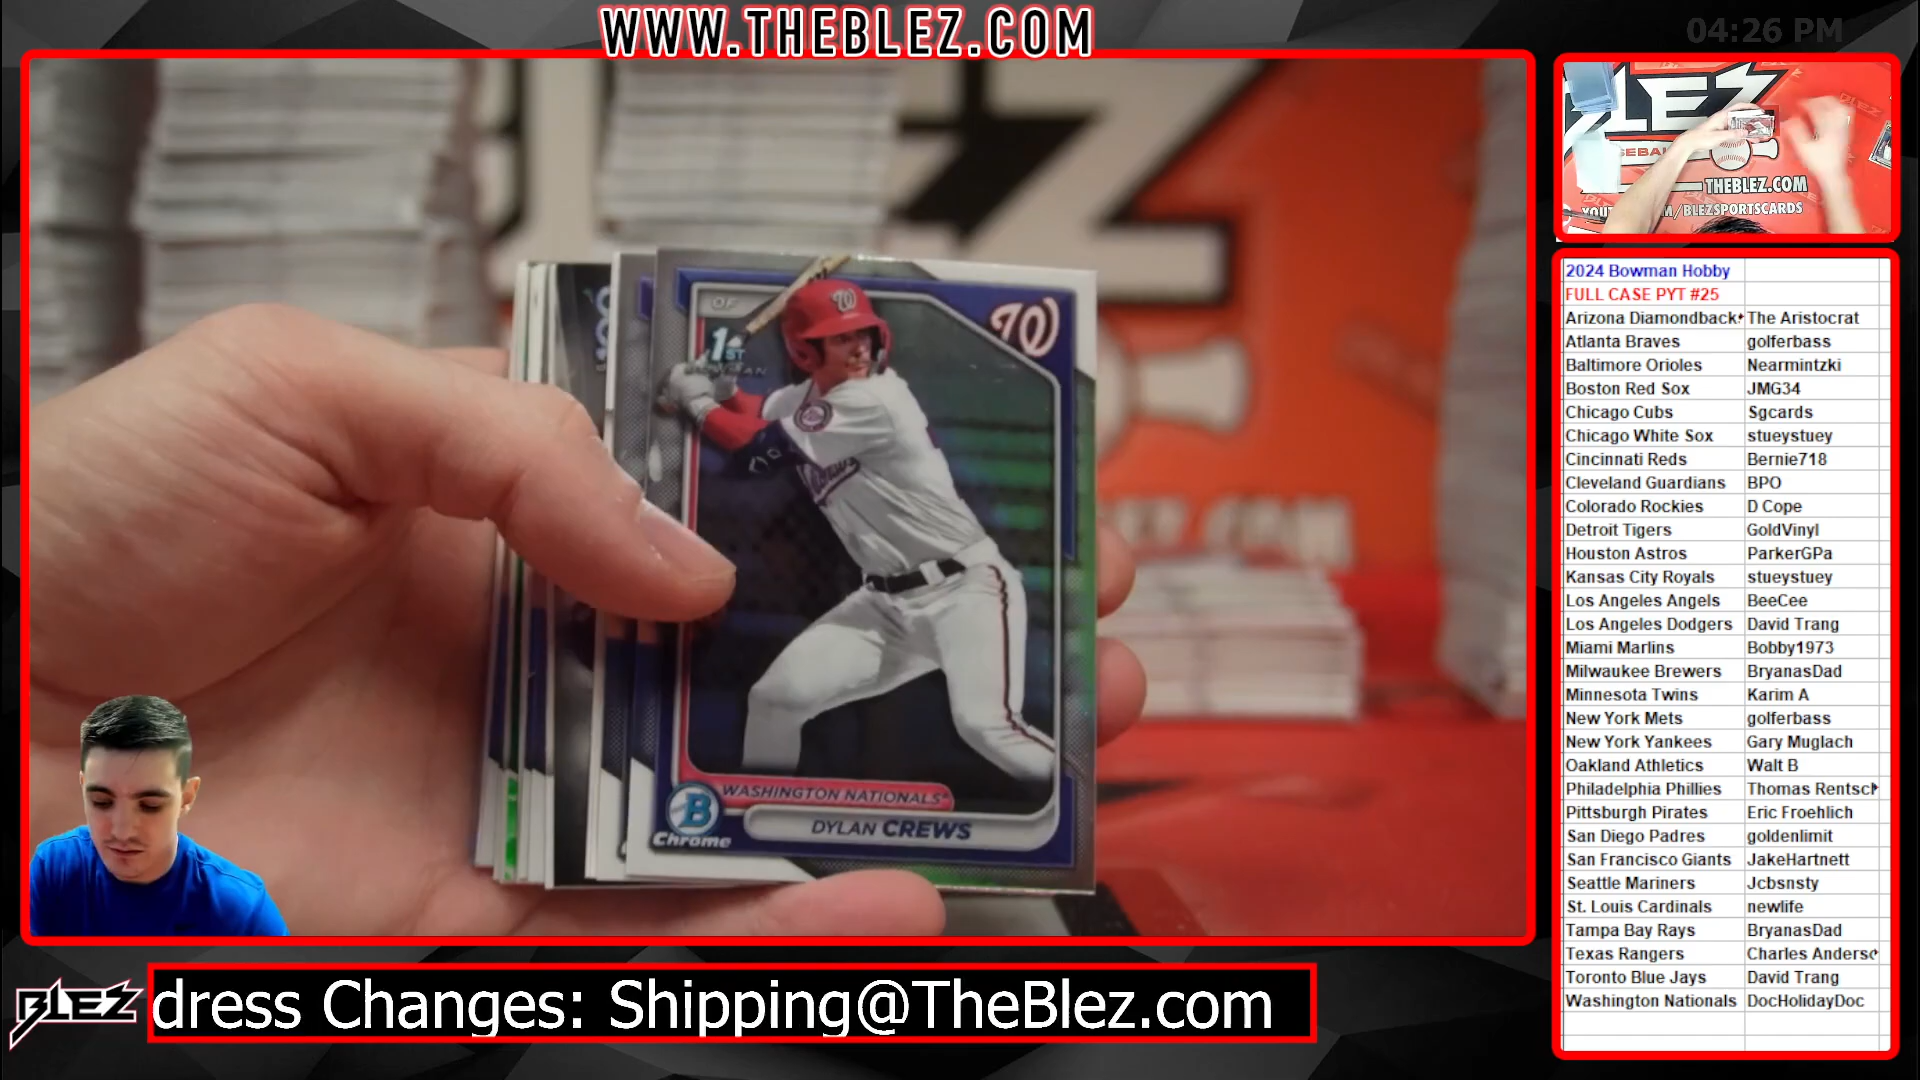 WWW.THEBLEZ.COM
04:26 PM
OF
1ST
BOWMAN
W
WASHINGTON NATIONALS
DYLAN CREWS
B
Chrome
BLEZ
THEBLEZ.COM
M/BLEZSPORTSCARDS
2024 Bowman Hobby
FULL CASE PYT #25
Arizona Diamondback The Aristocrat
Atlanta Braves golferbass
Baltimore Orioles Nearmintzki
Boston Red Sox JMG34
Chicago Cubs Sgcards
Chicago White Sox stueystuey
Cincinnati Reds Bernie718
Cleveland Guardians BPO
Colorado Rockies D Cope
Detroit Tigers GoldVinyl
Houston Astros ParkerGPa
Kansas City Royals stueystuey
Los Angeles Angels BeeCee
Los Angeles Dodgers David Trang
Miami Marlins Bobby1973
Milwaukee Brewers BryanasDad
Minnesota Twins Karim A
New York Mets golferbass
New York Yankees Gary Muglach
Oakland Athletics Walt B
Philadelphia Phillies Thomas Rentscl
Pittsburgh Pirates Eric Froehlich
San Diego Padres goldenlimit
San Francisco Giants JakeHartnett
Seattle Mariners Jcbsnsty
St. Louis Cardinals newlife
Tampa Bay Rays BryanasDad
Texas Rangers Charles Anders
Toronto Blue Jays David Trang
Washington Nationals DocHolidayDoc
BLEZ
dress Changes: Shipping@TheBlez.com